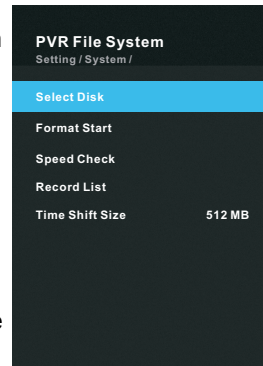 PVR File System
Setting / System /
Select Disk
Format Start
Speed Check
Record List
Time Shift Size 512 MB